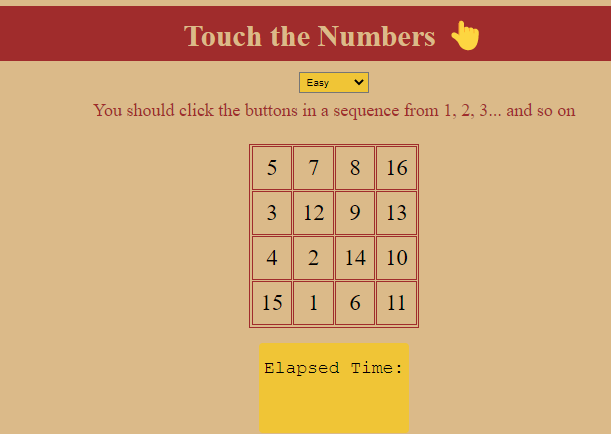 Touch the Numbers 👆
Easy
You should click the buttons in a sequence from 1, 2, 3... and so on
5 7 8 16
3 12 9 13
4 2 14 10
15 1 6 11
Elapsed Time: